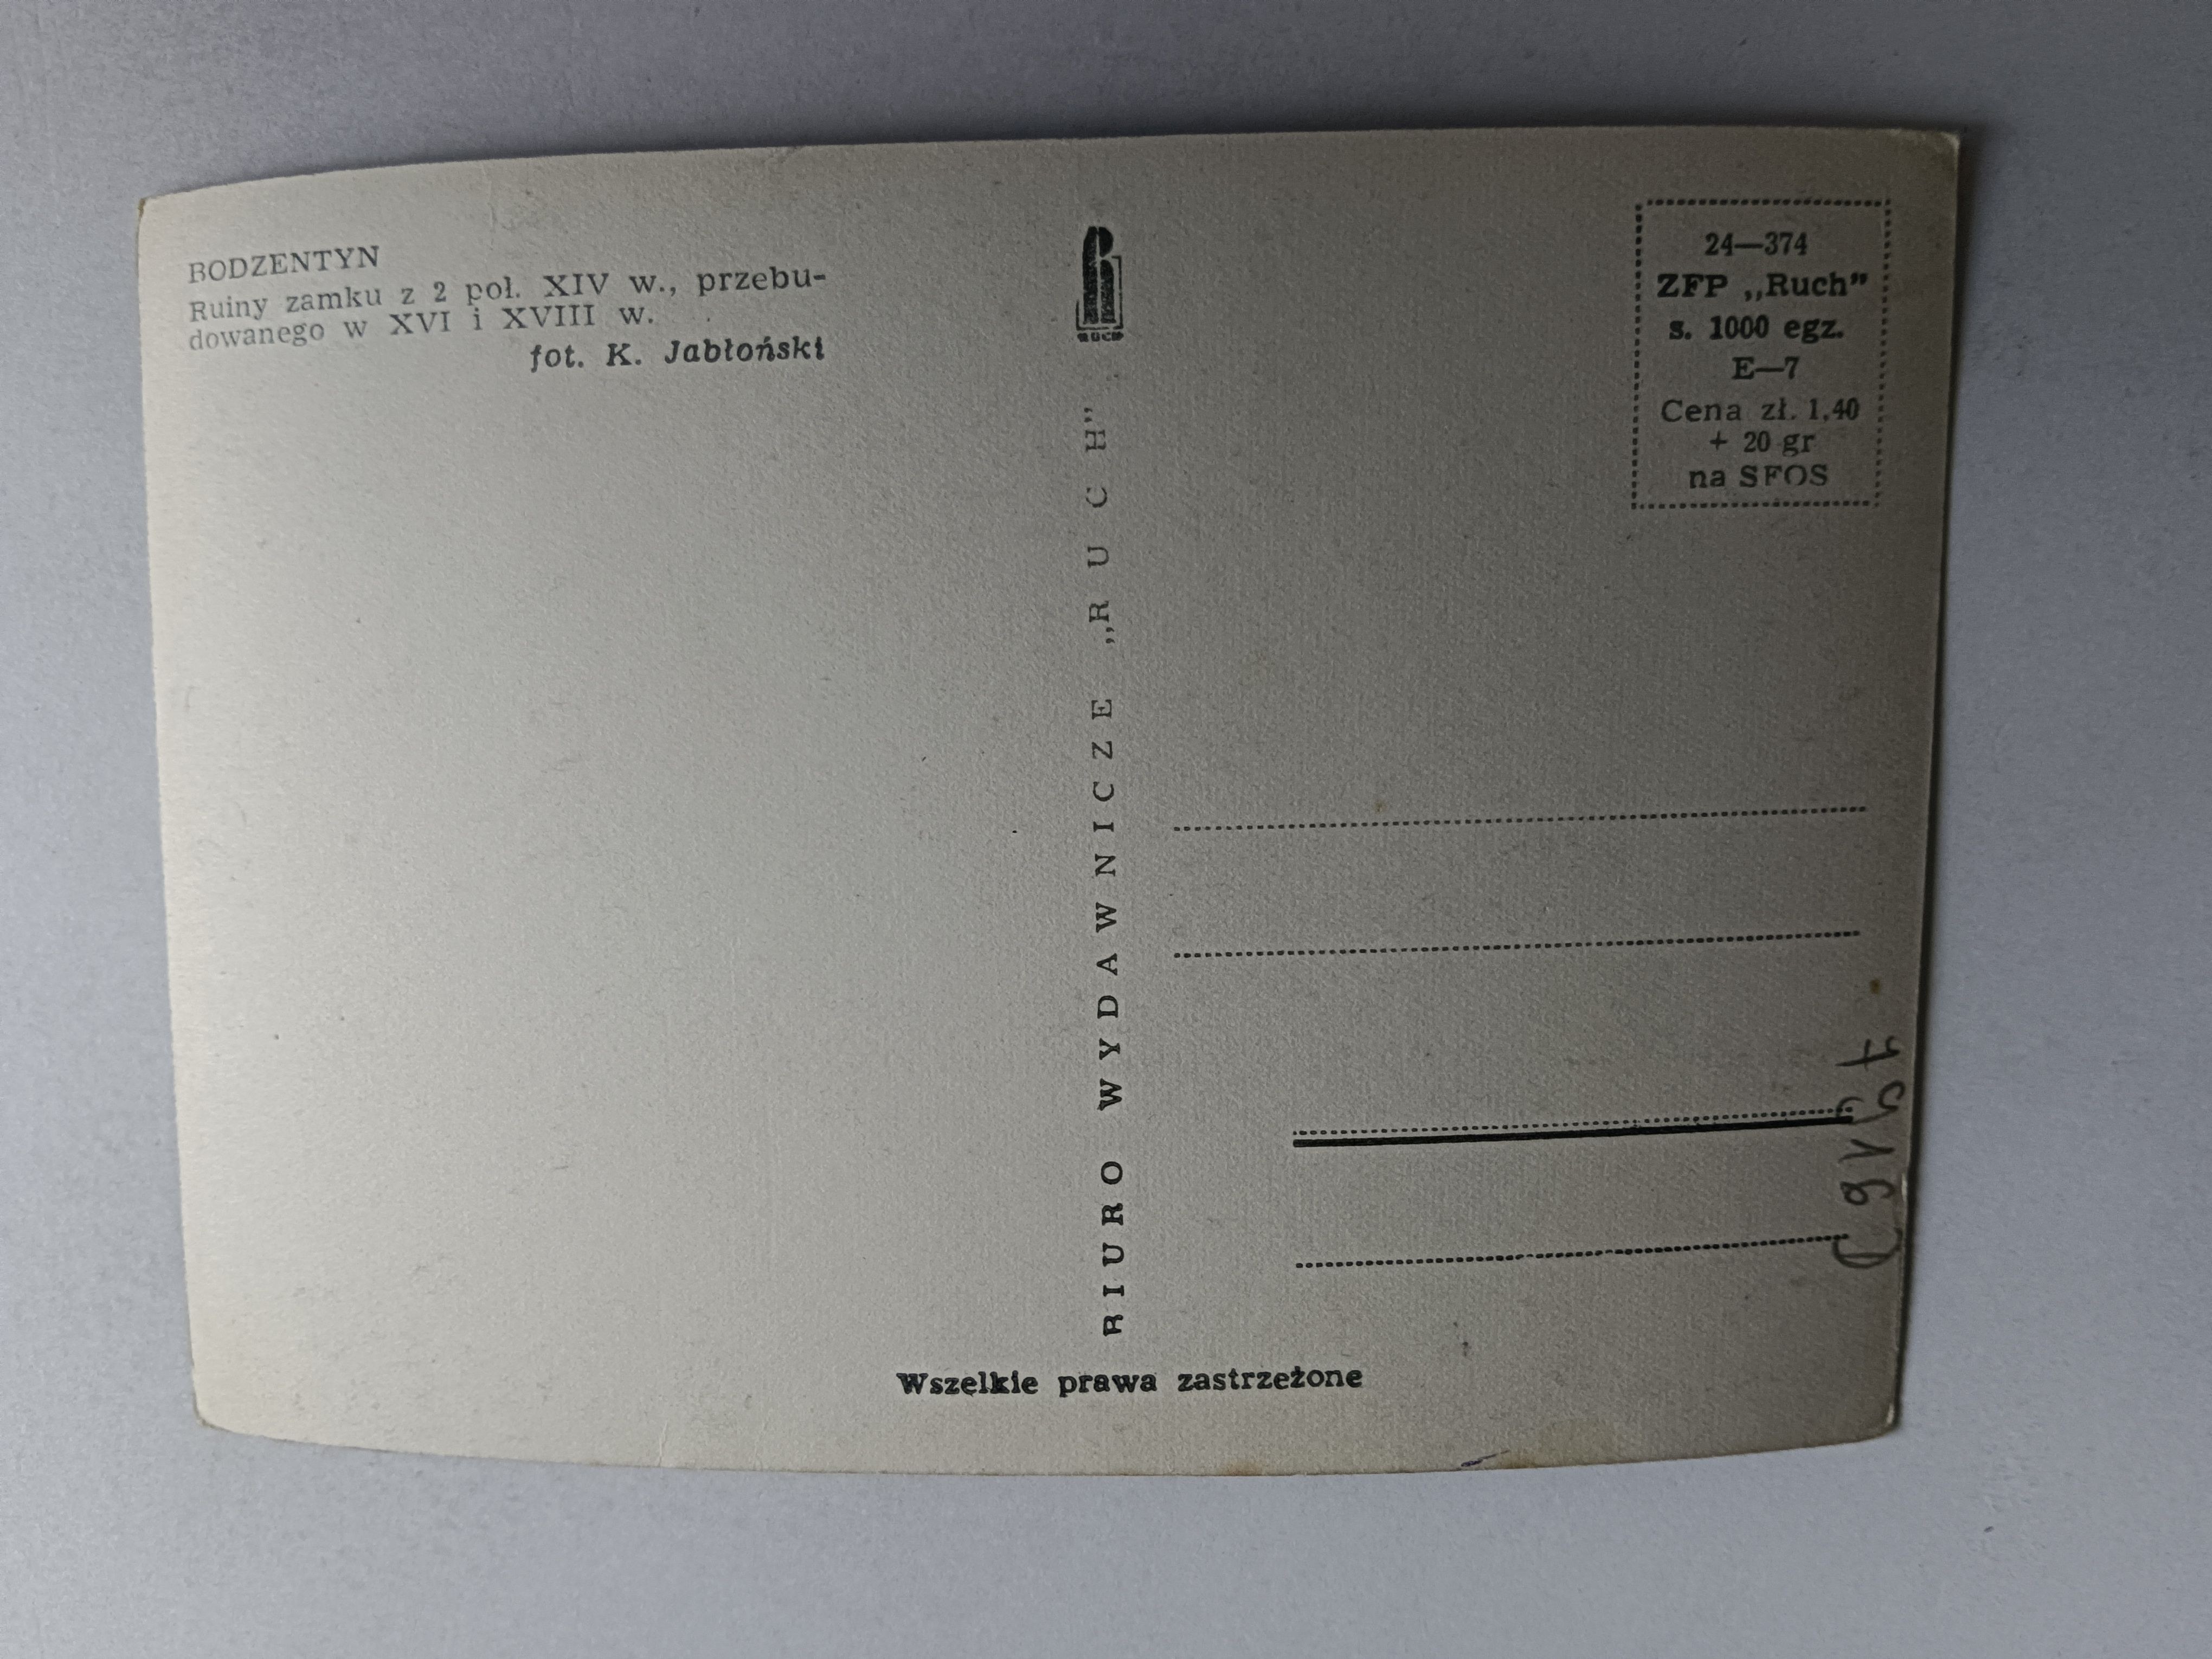 BODZENTYN
Ruiny zamku z 2 poł. XIV w., przebu-
dowanego w XVI i XVIII w.
fot. K. Jabłoński
RUCH
BIURO WYDAWNICZE „RUCH”
24—374
ZFP „Ruch”
s. 1000 egz.
E—7
Cena zł. 1,40
+ 20 gr
na SFOS
Wszelkie prawa zastrzeżone